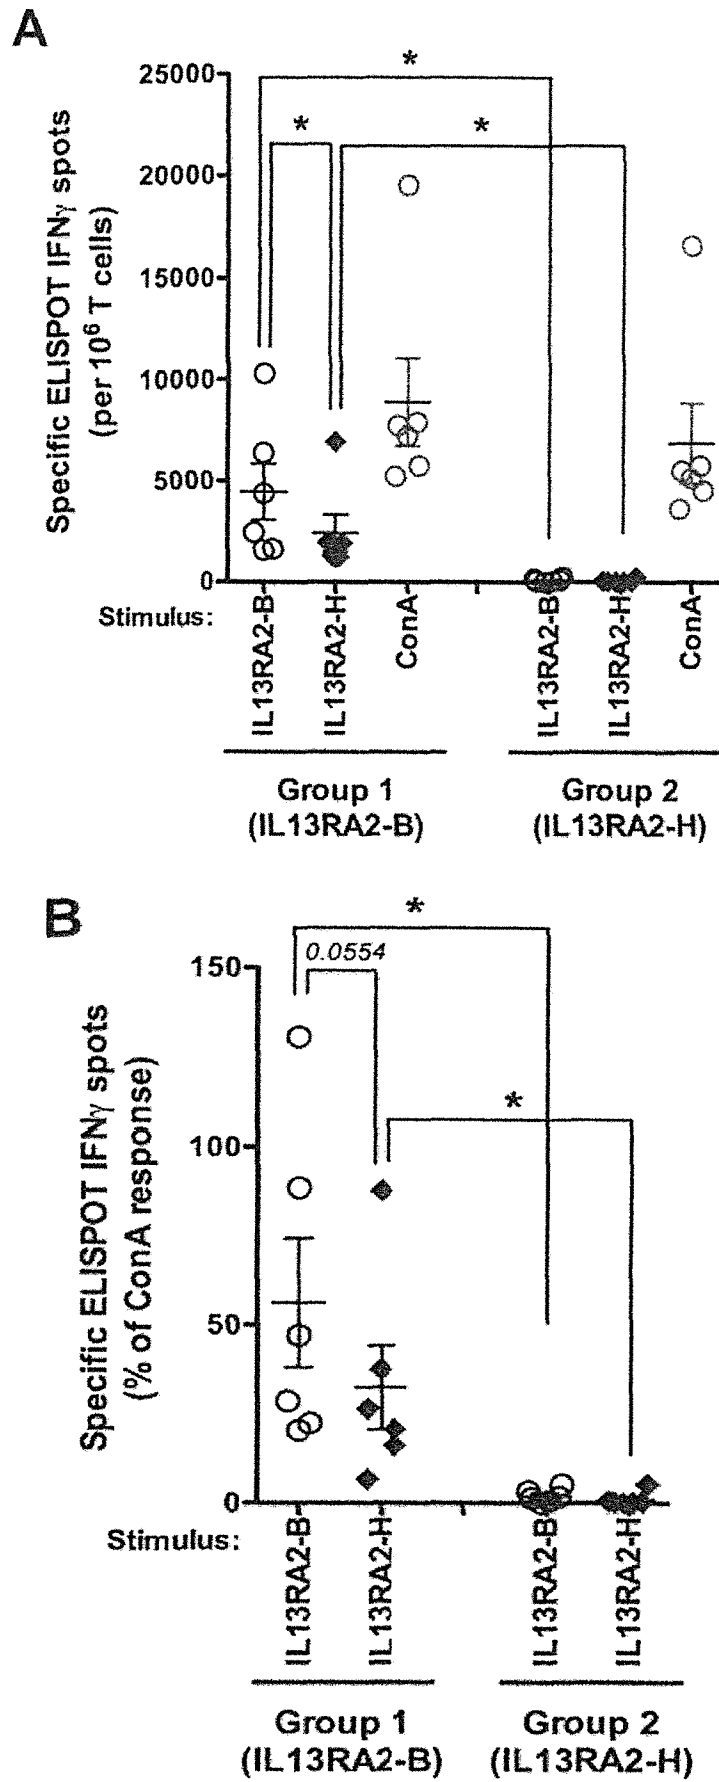 A
*
* *
Specific ELISPOT IFNγ spots
(per 10⁶ T cells)
25000
20000
15000
10000
5000
0
Stimulus:
IL13RA2-B
IL13RA2-H
ConA
IL13RA2-B
IL13RA2-H
ConA
Group 1
(IL13RA2-B)
Group 2
(IL13RA2-H)
B
*
0.0554
*
Specific ELISPOT IFNγ spots
(% of ConA response)
150
100
50
0
Stimulus:
IL13RA2-B
IL13RA2-H
IL13RA2-B
IL13RA2-H
Group 1
(IL13RA2-B)
Group 2
(IL13RA2-H)